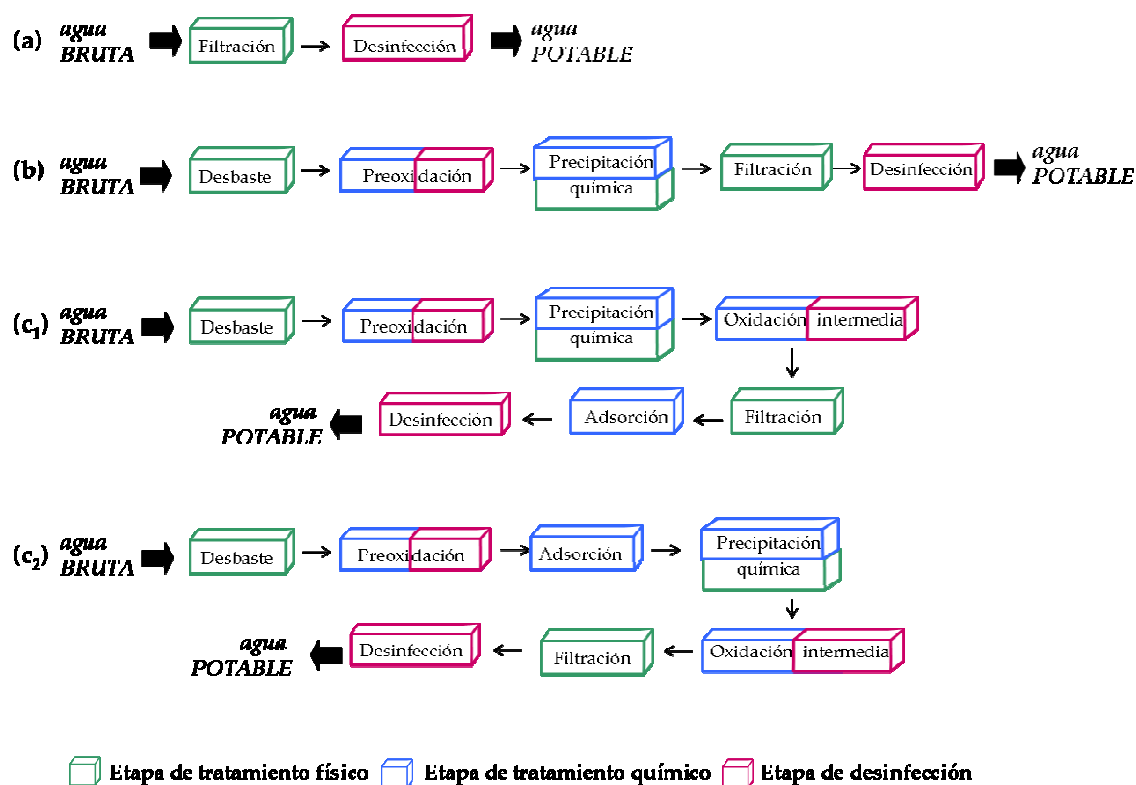 (a) agua
BRUTA
Filtración
Desinfección
agua
POTABLE
(b) agua
BRUTA
Desbaste
Preoxidación
Precipitación
química
Filtración
Desinfección
agua
POTABLE
(c1) agua
BRUTA
Desbaste
Preoxidación
Precipitación
química
Oxidación intermedia
Filtración
Adsorción
Desinfección
agua
POTABLE
(c2) agua
BRUTA
Desbaste
Preoxidación
Adsorción
Precipitación
química
Oxidación intermedia
Filtración
Desinfección
agua
POTABLE
Etapa de tratamiento físico
Etapa de tratamiento químico
Etapa de desinfección